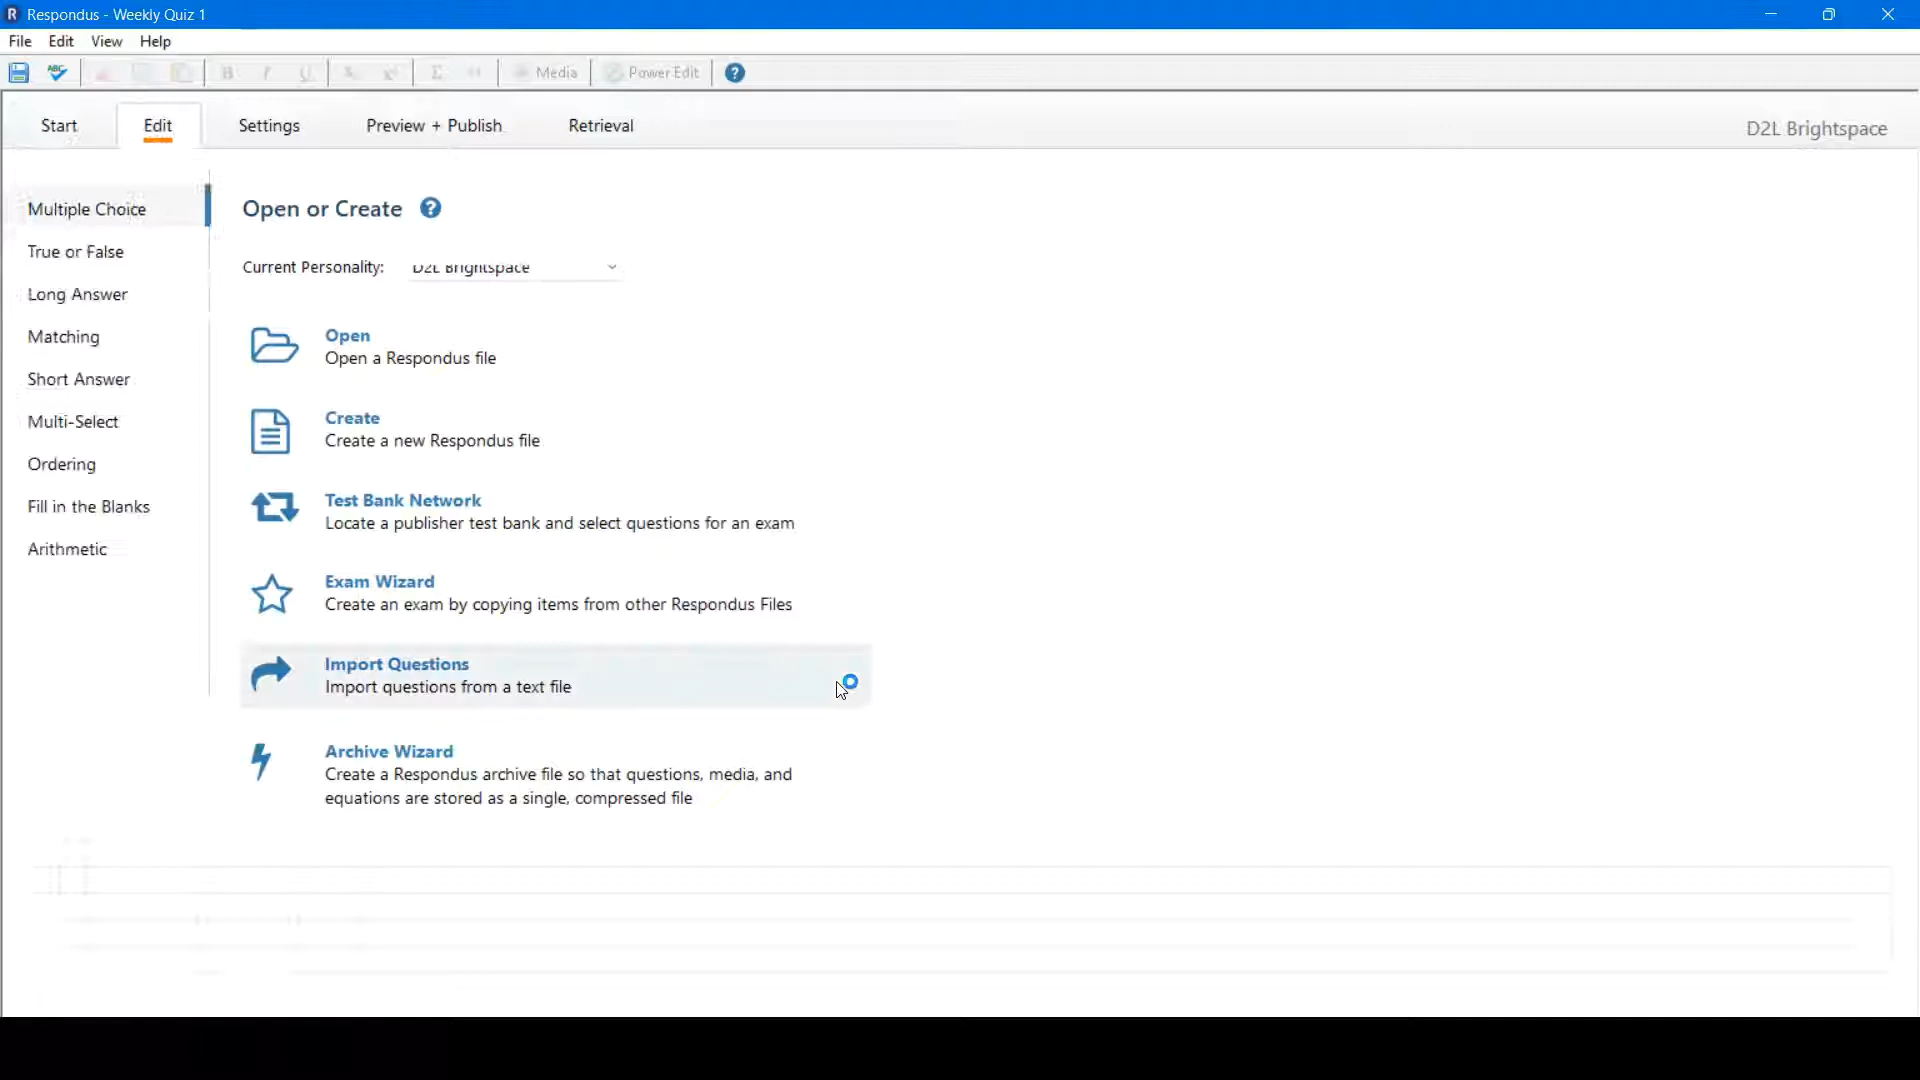 Respondus - Weekly Quiz 1
File Edit View Help
ABC B I U Σ Media Power Edit ?
Start Edit Settings Preview + Publish Retrieval D2L Brightspace
Multiple Choice
True or False
Long Answer
Matching
Short Answer
Multi-Select
Ordering
Fill in the Blanks
Arithmetic
Open or Create ?
Current Personality: D2L Brightspace
Open
Open a Respondus file
Create
Create a new Respondus file
Test Bank Network
Locate a publisher test bank and select questions for an exam
Exam Wizard
Create an exam by copying items from other Respondus Files
Import Questions
Import questions from a text file
Archive Wizard
Create a Respondus archive file so that questions, media, and
equations are stored as a single, compressed file